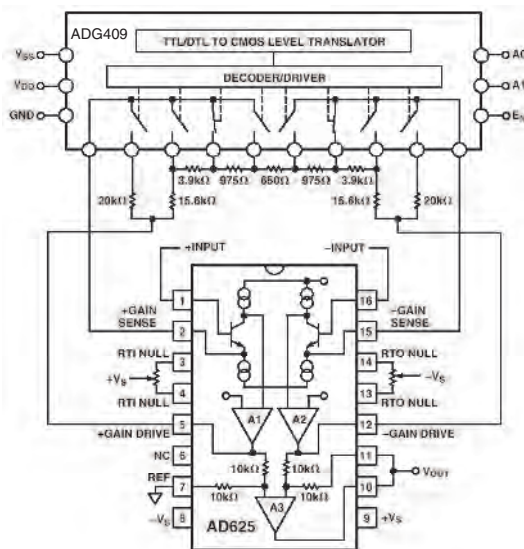 ADG409
TTL/DTL TO CMOS LEVEL TRANSLATOR
VSS
A0
VDD
DECODER/DRIVER
A1
GND
EN
3.9kΩ
975Ω
650Ω
975Ω
3.9kΩ
20kΩ
15.6kΩ
15.6kΩ
20kΩ
+INPUT
–INPUT
1
16
+GAIN
SENSE
2
15
–GAIN
SENSE
RTI NULL
3
14
RTO NULL
+VS
–VS
4
13
RTI NULL
RTO NULL
A1
A2
5
12
+GAIN DRIVE
–GAIN DRIVE
10kΩ
10kΩ
NC
6
11
REF
VOUT
7
10kΩ
10kΩ
10
A3
–VS
8
AD625
9
+VS